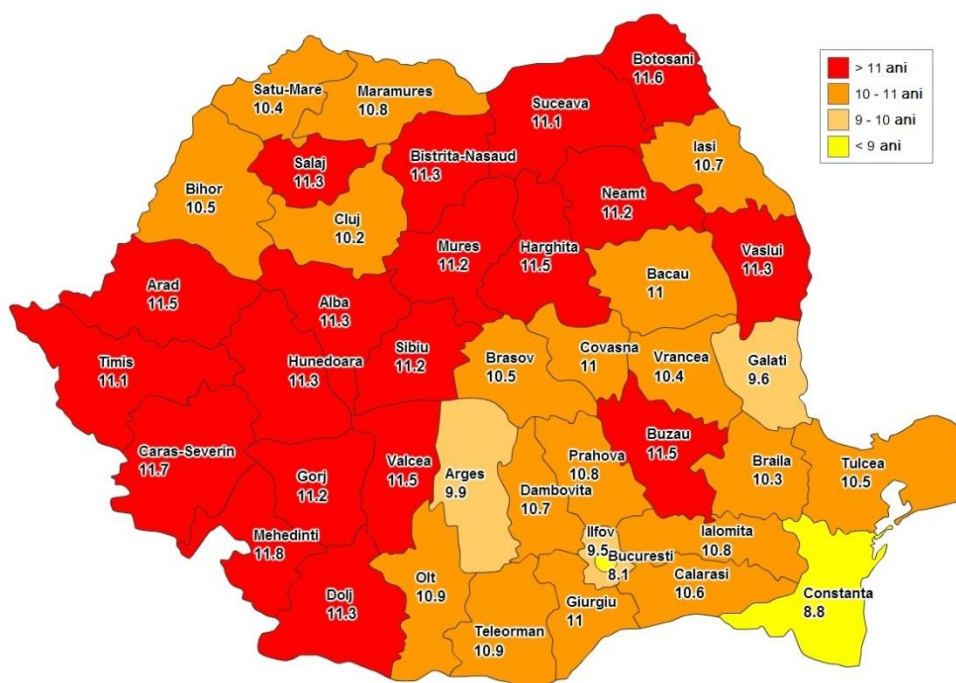 Botosani
11.6
> 11 ani
10 - 11 ani
9 - 10 ani
< 9 ani
Satu-Mare
10.4
Maramures
10.8
Suceava
11.1
Iasi
10.7
Salaj
11.3
Bistrita-Nasaud
11.3
Neamt
11.2
Bihor
10.5
Cluj
10.2
Mures
11.2
Harghita
11.5
Vaslui
11.3
Bacau
11
Arad
11.5
Alba
11.3
Timis
11.1
Hunedoara
11.3
Sibiu
11.2
Brasov
10.5
Covasna
11
Vrancea
10.4
Galati
9.6
Caras-Severin
11.7
Gorj
11.2
Valcea
11.5
Arges
9.9
Dambovita
10.7
Prahova
10.8
Buzau
11.5
Braila
10.3
Tulcea
10.5
Mehedinti
11.8
Ilfov
9.5
Bucuresti
8.1
Ialomita
10.8
Dolj
11.3
Olt
10.9
Teleorman
10.9
Giurgiu
11
Calarasi
10.6
Constanta
8.8